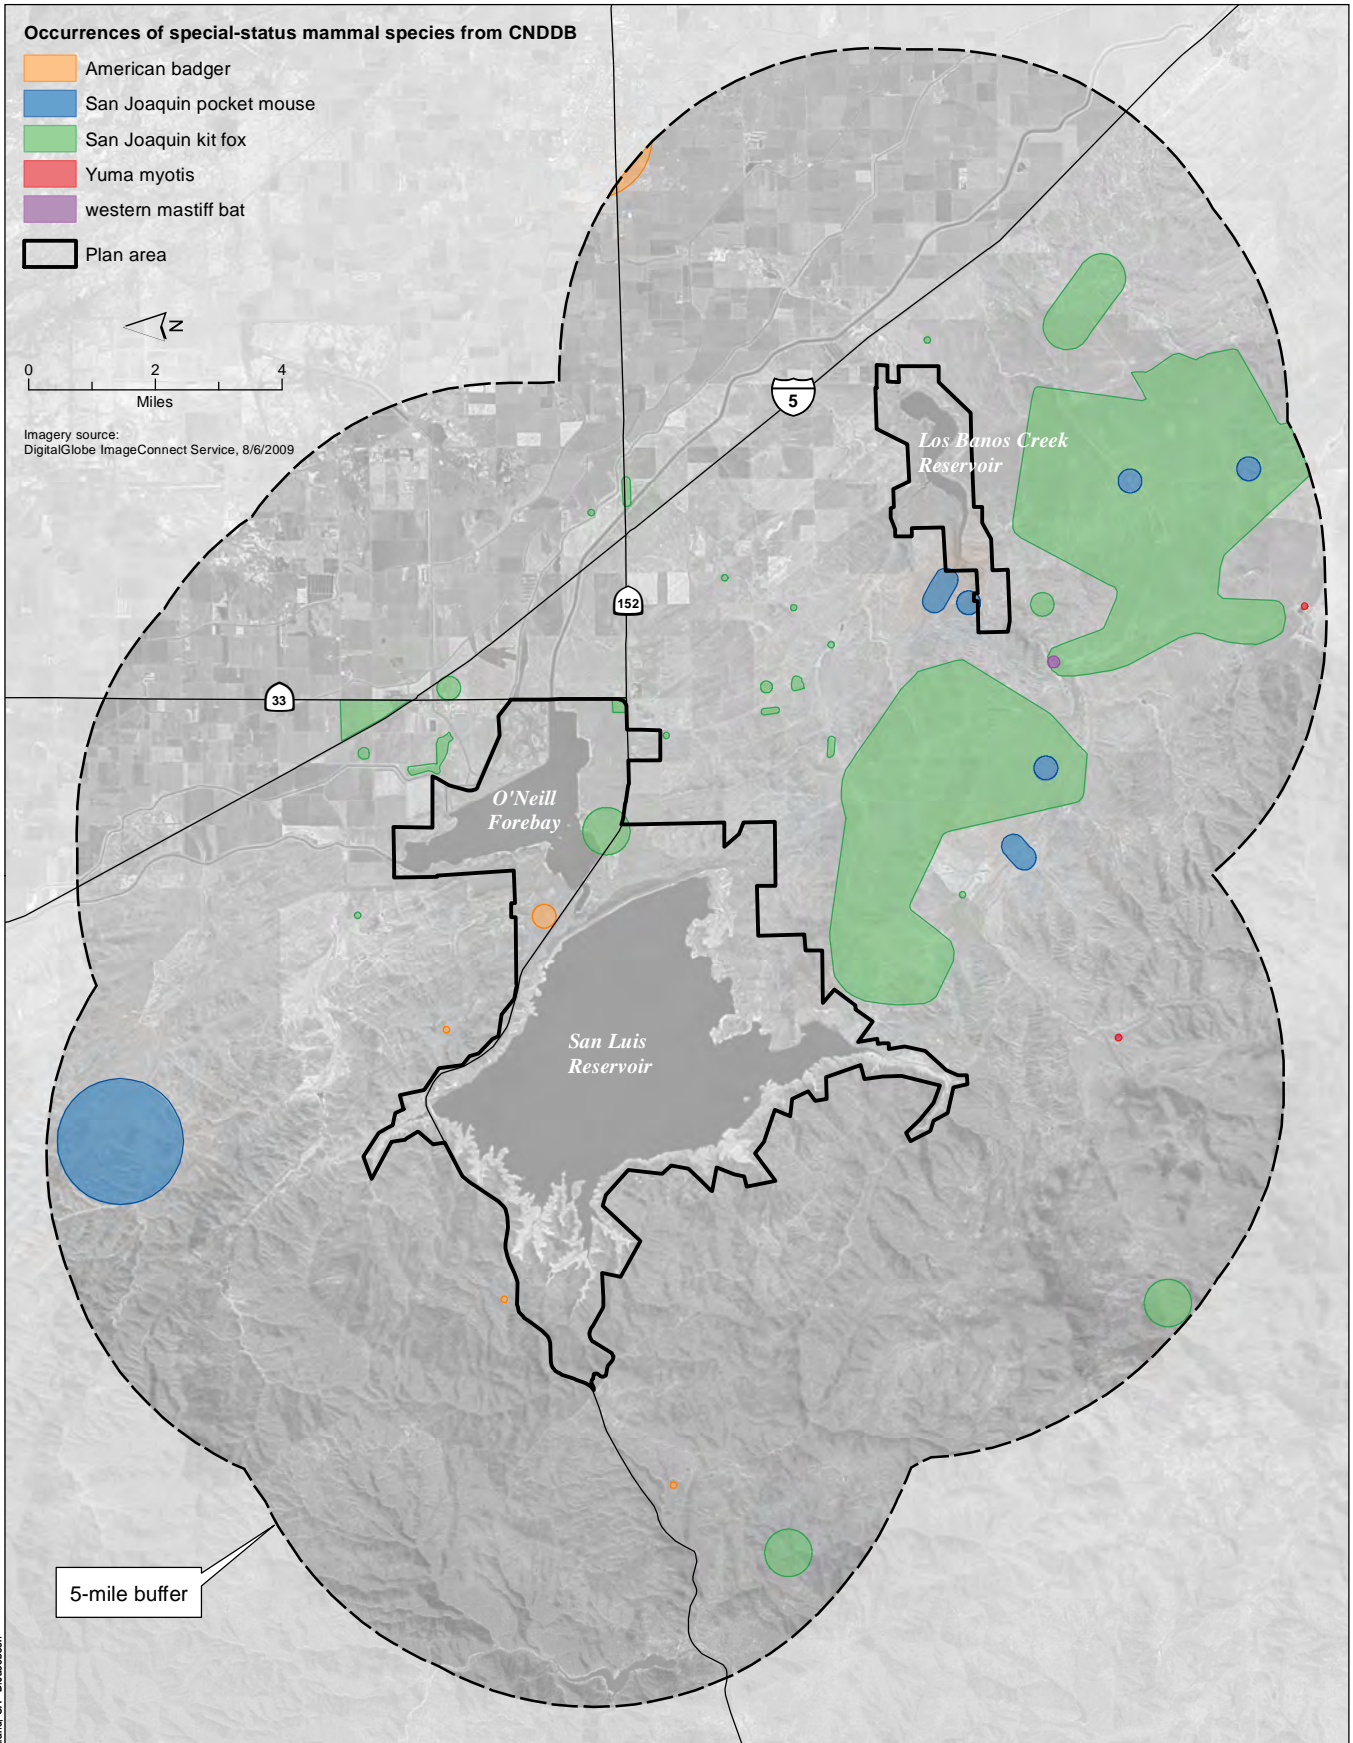 Occurrences of special-status mammal species from CNDDB
American badger
San Joaquin pocket mouse
San Joaquin kit fox
Yuma myotis
western mastiff bat
Plan area
N
0 2 4
Miles
Imagery source:
DigitalGlobe ImageConnect Service, 8/6/2009
5
Los Banos Creek
Reservoir
152
33
O'Neill
Forebay
San Luis
Reservoir
5-mile buffer